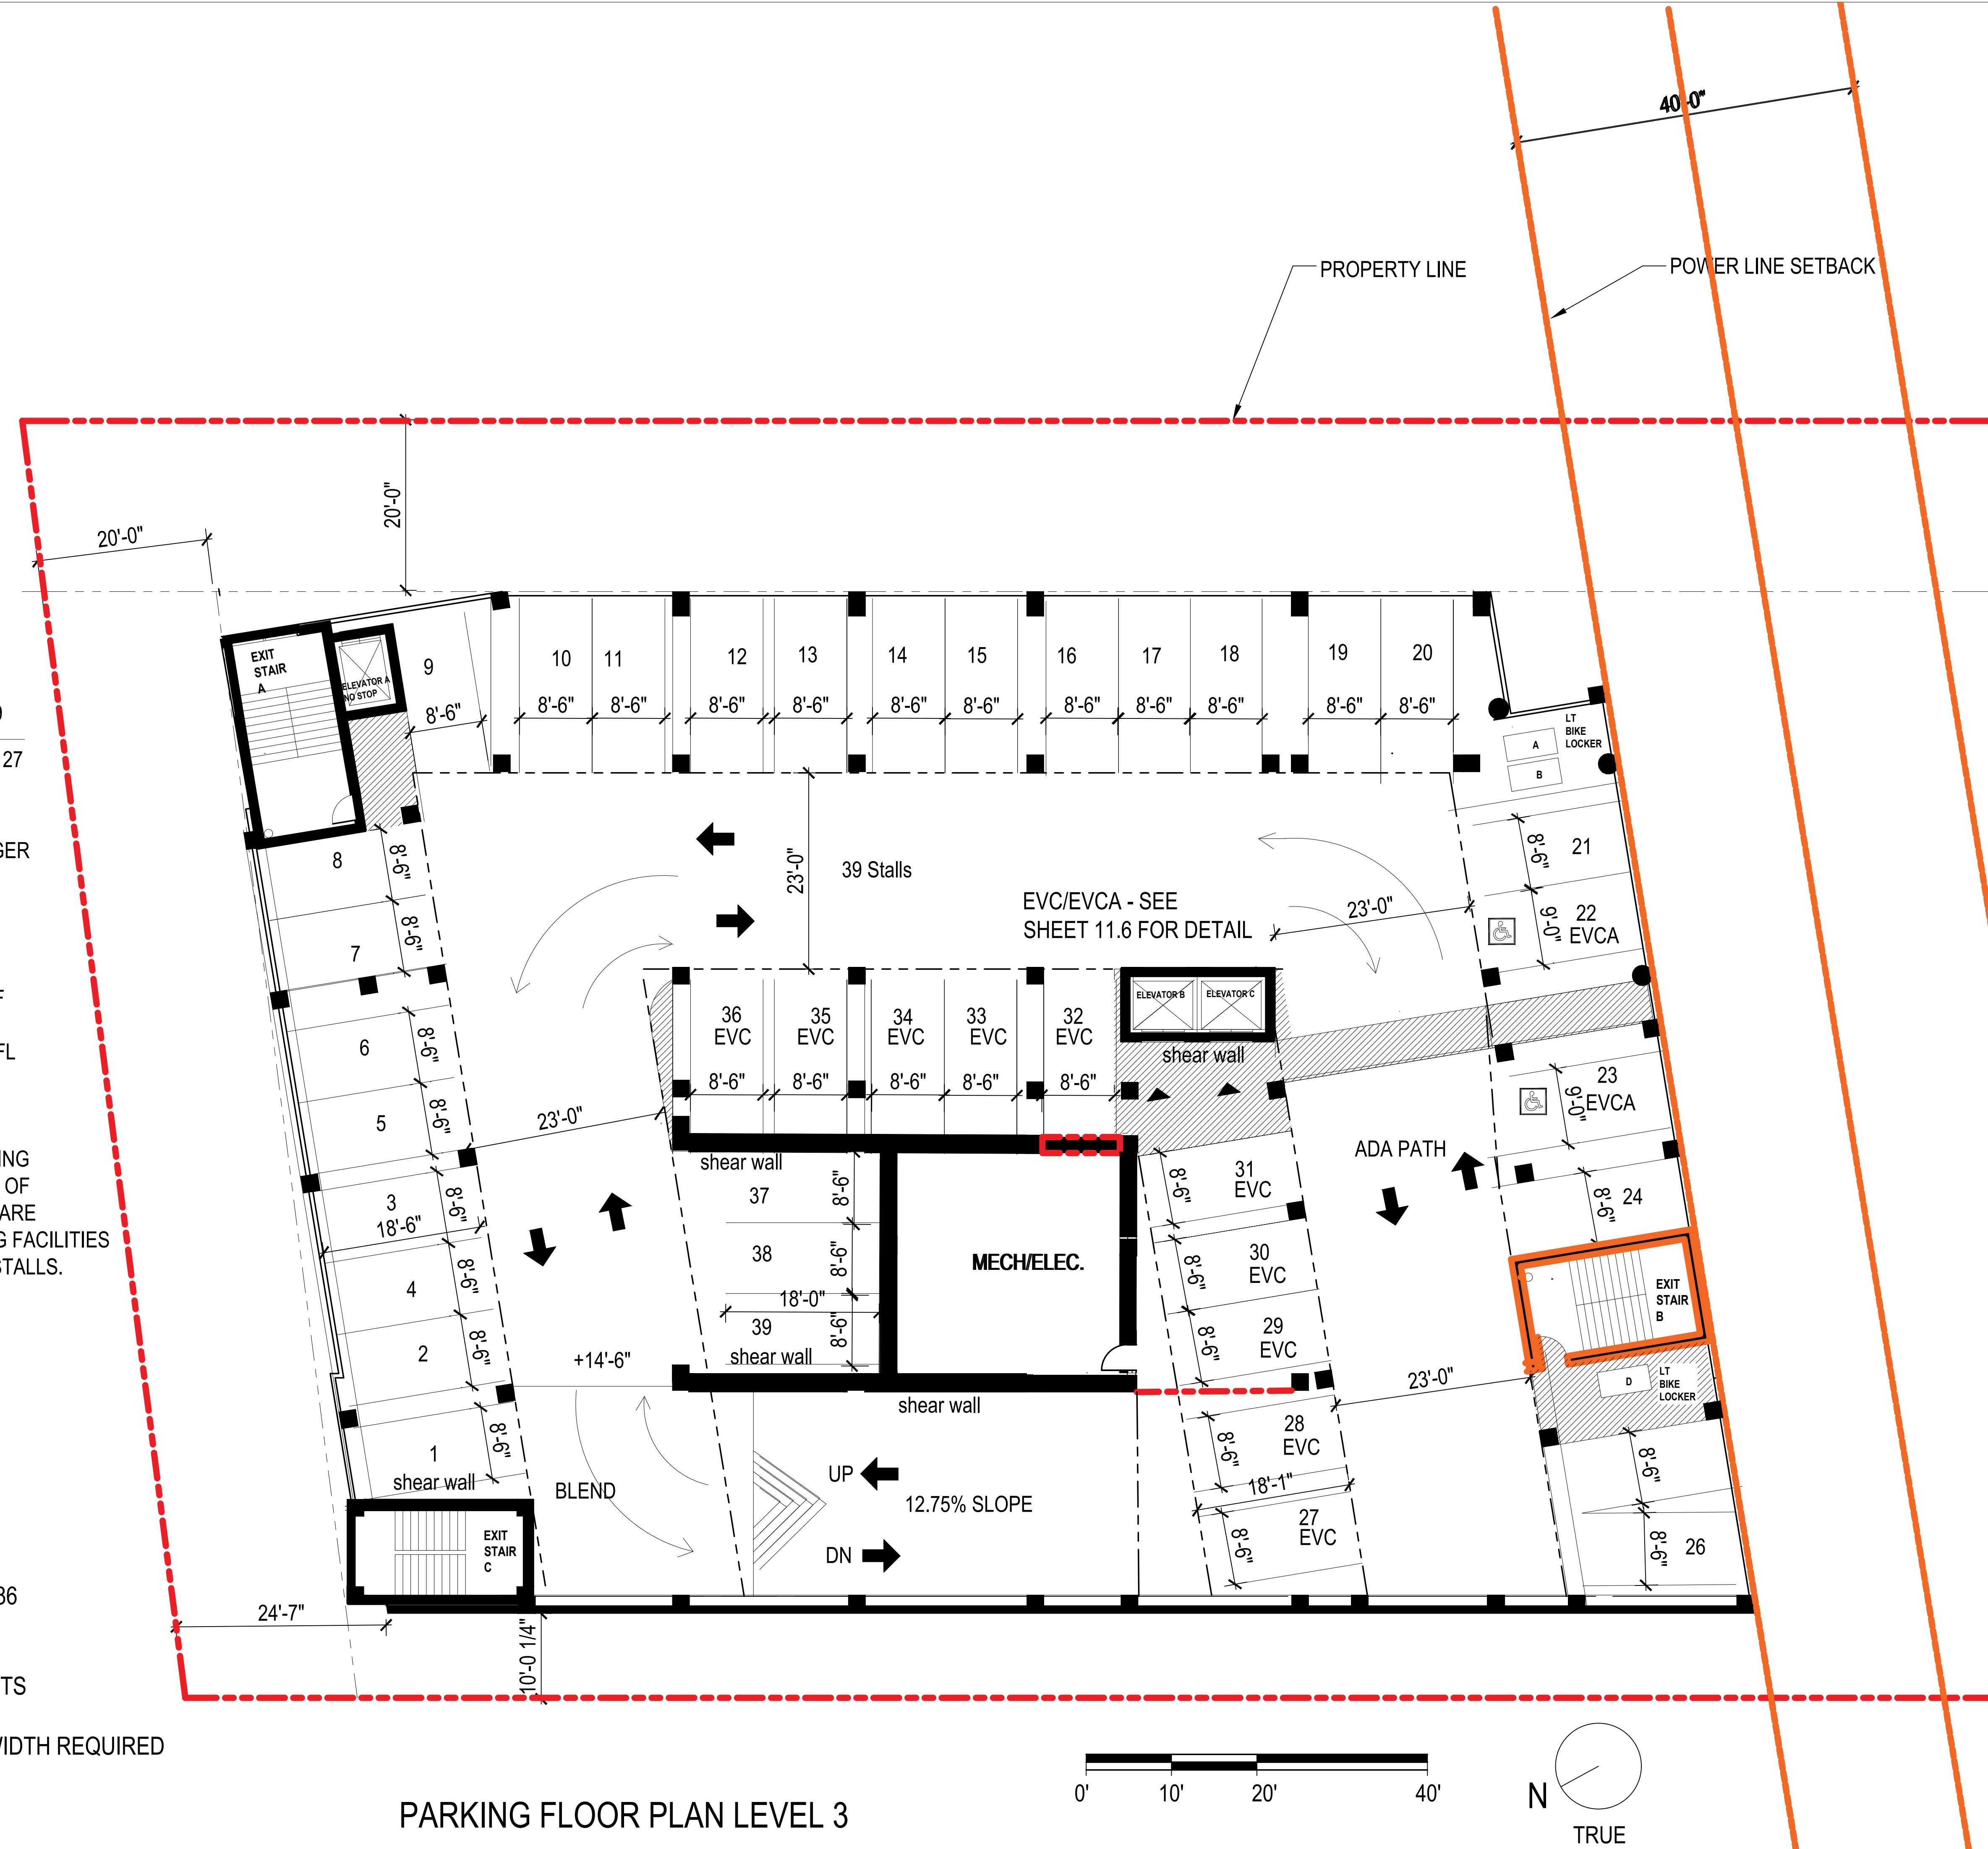 40'-0"
PROPERTY LINE
POWER LINE SETBACK
20'-0"
20'-0"
EXIT
STAIR
A
ELEVATOR A
NO STOP
9
8'-6"
10
11
12
13
14
15
16
17
18
19
20
8'-6"
8'-6"
8'-6"
8'-6"
8'-6"
8'-6"
8'-6"
8'-6"
8'-6"
8'-6"
8'-6"
LT
BIKE
LOCKER
A
B
27
GER
FL
ING
OF
ARE
G FACILITIES
STALLS.
36
TS
WIDTH REQUIRED
8
8'-6"
7
8'-6"
6
8'-6"
5
8'-6"
3
8'-6"
18'-6"
4
8'-6"
2
8'-6"
1
8'-6"
shear wall
EXIT
STAIR
C
23'-0"
39 Stalls
EVC/EVCA - SEE
SHEET 11.6 FOR DETAIL
23'-0"
21
8'-6"
22
EVCA
9'-0"
36
EVC
35
EVC
34
EVC
33
EVC
32
EVC
8'-6"
8'-6"
8'-6"
8'-6"
8'-6"
ELEVATOR B
ELEVATOR C
shear wall
23
EVCA
9'-0"
23'-0"
shear wall
37
8'-6"
38
8'-6"
18'-0"
39
8'-6"
shear wall
MECH/ELEC.
ADA PATH
31
EVC
8'-6"
30
EVC
8'-6"
29
EVC
8'-6"
24
8'-6"
EXIT
STAIR
B
LT
BIKE
LOCKER
D
+14'-6"
shear wall
23'-0"
28
EVC
8'-6"
18'-1"
27
EVC
8'-6"
8'-6"
26
8'-6"
BLEND
UP
12.75% SLOPE
DN
24'-7"
10'-0 1/4"
0'
10'
20'
40'
N
TRUE
PARKING FLOOR PLAN LEVEL 3